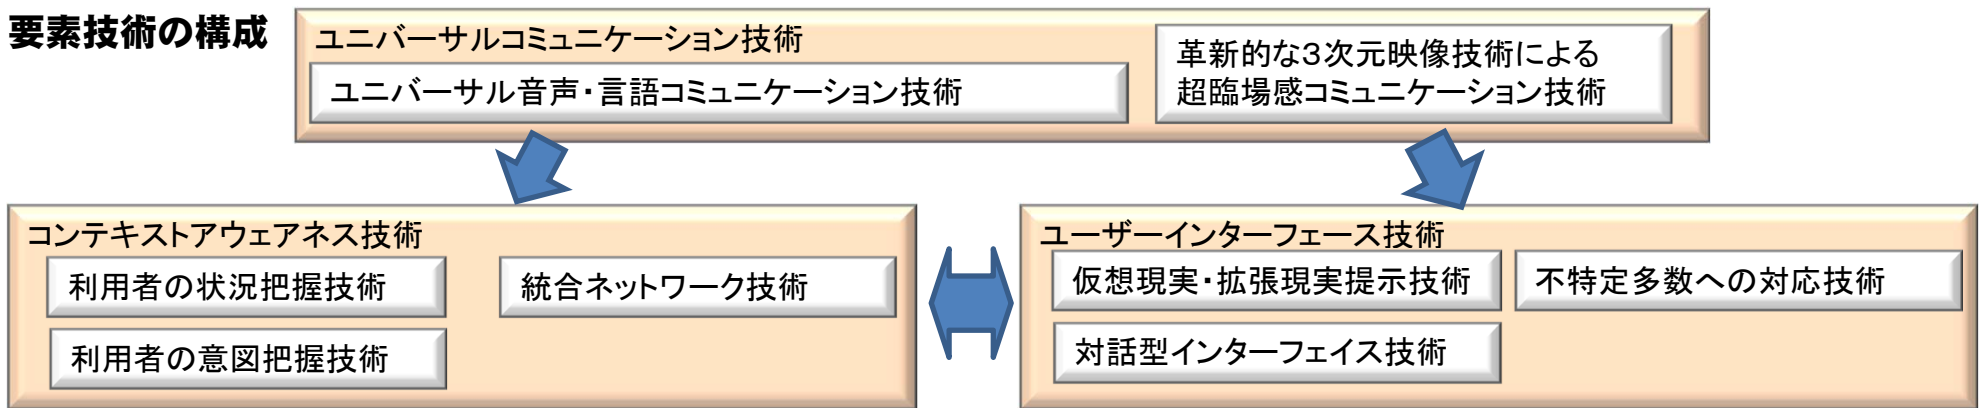 要素技術の構成
ユニバーサルコミュニケーション技術
ユニバーサル音声・言語コミュニケーション技術
革新的な3次元映像技術による
超臨場感コミュニケーション技術
コンテキストアウェアネス技術
利用者の状況把握技術
統合ネットワーク技術
利用者の意図把握技術
ユーザーインターフェース技術
仮想現実・拡張現実提示技術
不特定多数への対応技術
対話型インターフェイス技術